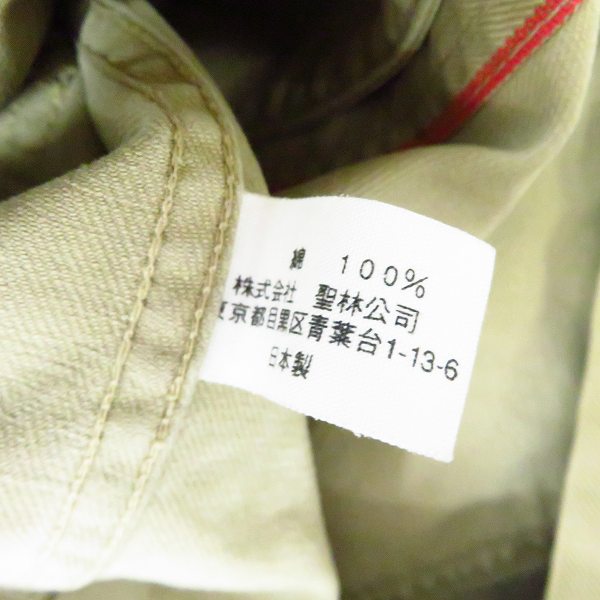 綿 100%
株式会社 聖林公司
東京都目黒区青葉台1-13-6
日本製